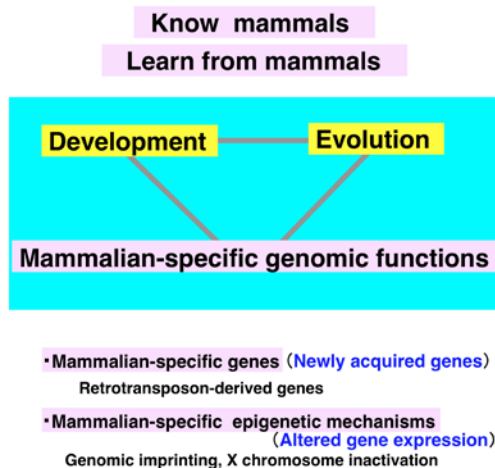 Know mammals
Learn from mammals
Development
Evolution
Mammalian-specific genomic functions
・Mammalian-specific genes (Newly acquired genes)
Retrotransposon-derived genes
・Mammalian-specific epigenetic mechanisms
(Altered gene expression)
Genomic imprinting, X chromosome inactivation